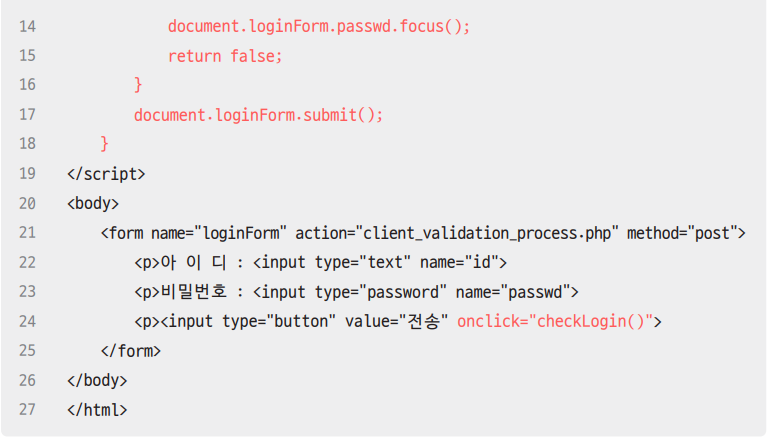 14 document.loginForm.passwd.focus();
15 return false;
16 }
17 document.loginForm.submit();
18 }
19 </script>
20 <body>
21 <form name="loginForm" action="client_validation_process.php" method="post">
22 <p>아 이 디 : <input type="text" name="id">
23 <p>비밀번호 : <input type="password" name="passwd">
24 <p><input type="button" value="전송" onclick="checkLogin()">
25 </form>
26 </body>
27 </html>